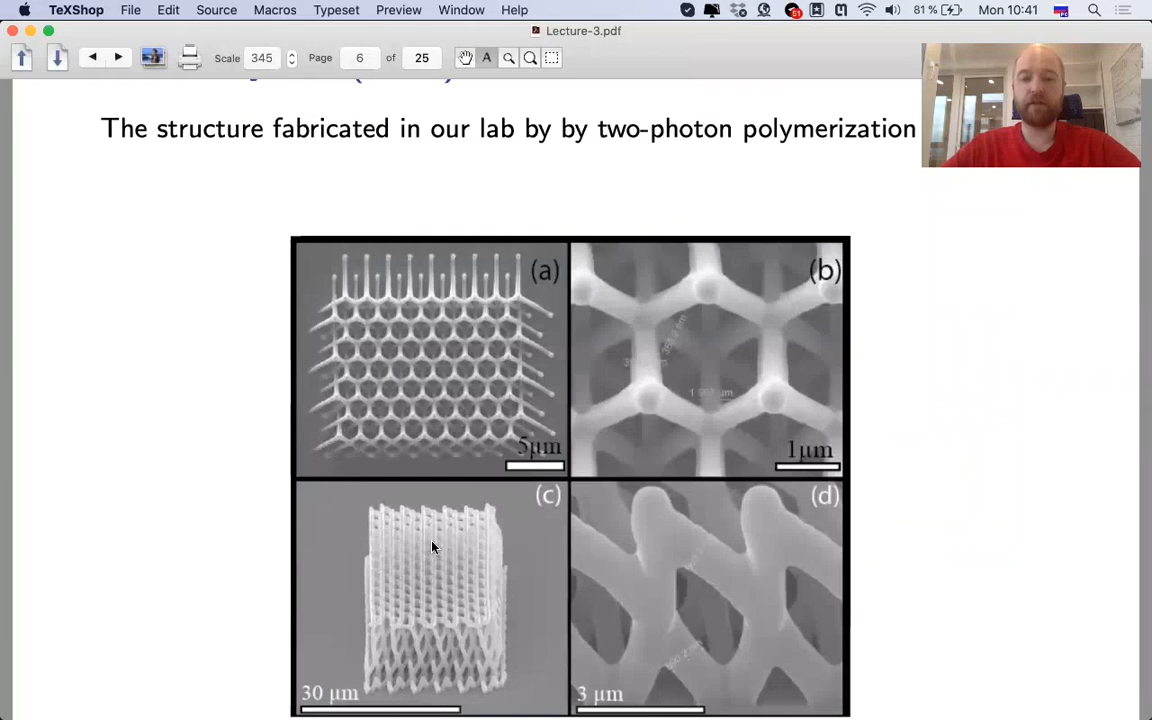 TeXShop File Edit Source Macros Typeset Preview Window Help 51 81% Mon 10:41
Lecture-3.pdf
Scale 345 Page 6 of 25 A
The structure fabricated in our lab by by two-photon polymerization
(a) (b)
5μm 1μm
(c) (d)
30 μm 3 μm